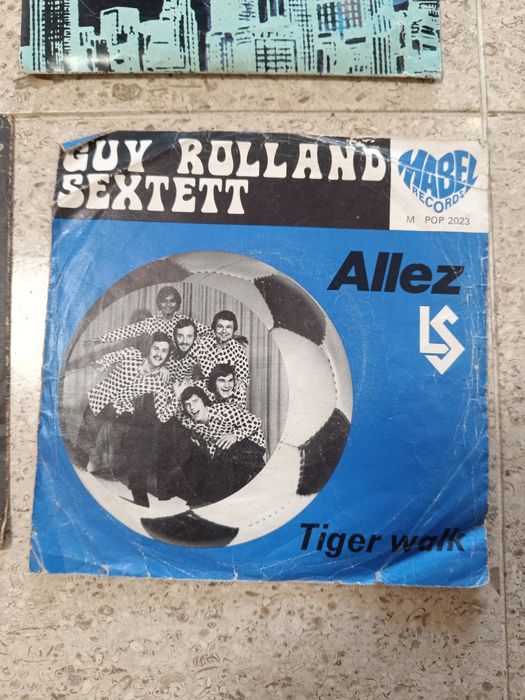 GUY ROLLAND
SEXTETT
MABEL
RECORDS
M POP 2023
Allez
LS
Tiger walk